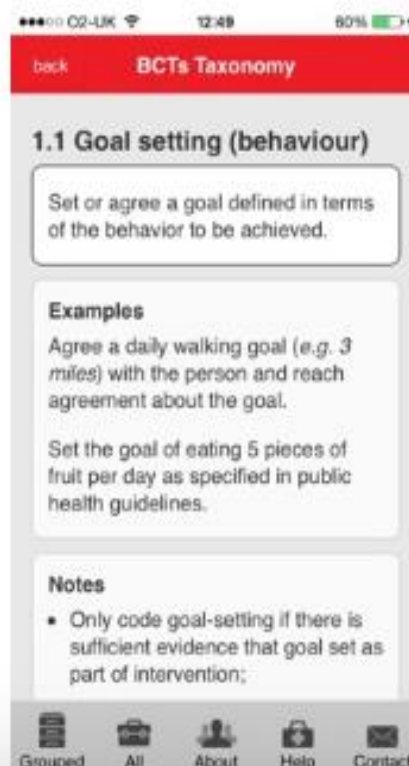 O2-UK 12:49 60%
back BCTs Taxonomy
1.1 Goal setting (behaviour)
Set or agree a goal defined in terms
of the behavior to be achieved.
Examples
Agree a daily walking goal (e.g. 3
miles) with the person and reach
agreement about the goal.
Set the goal of eating 5 pieces of
fruit per day as specified in public
health guidelines.
Notes
• Only code goal-setting if there is
sufficient evidence that goal set as
part of intervention;
Grouped All About Help Contact